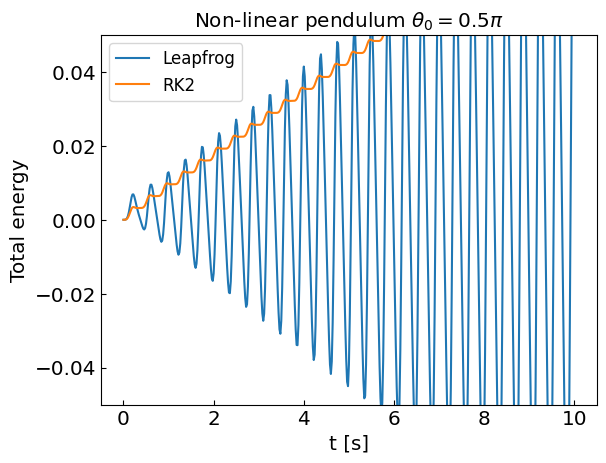 Non-linear pendulum θ₀ = 0.5π
Leapfrog
RK2
Total energy
0.04
0.02
0.00
−0.02
−0.04
0 2 4 6 8 10
t [s]